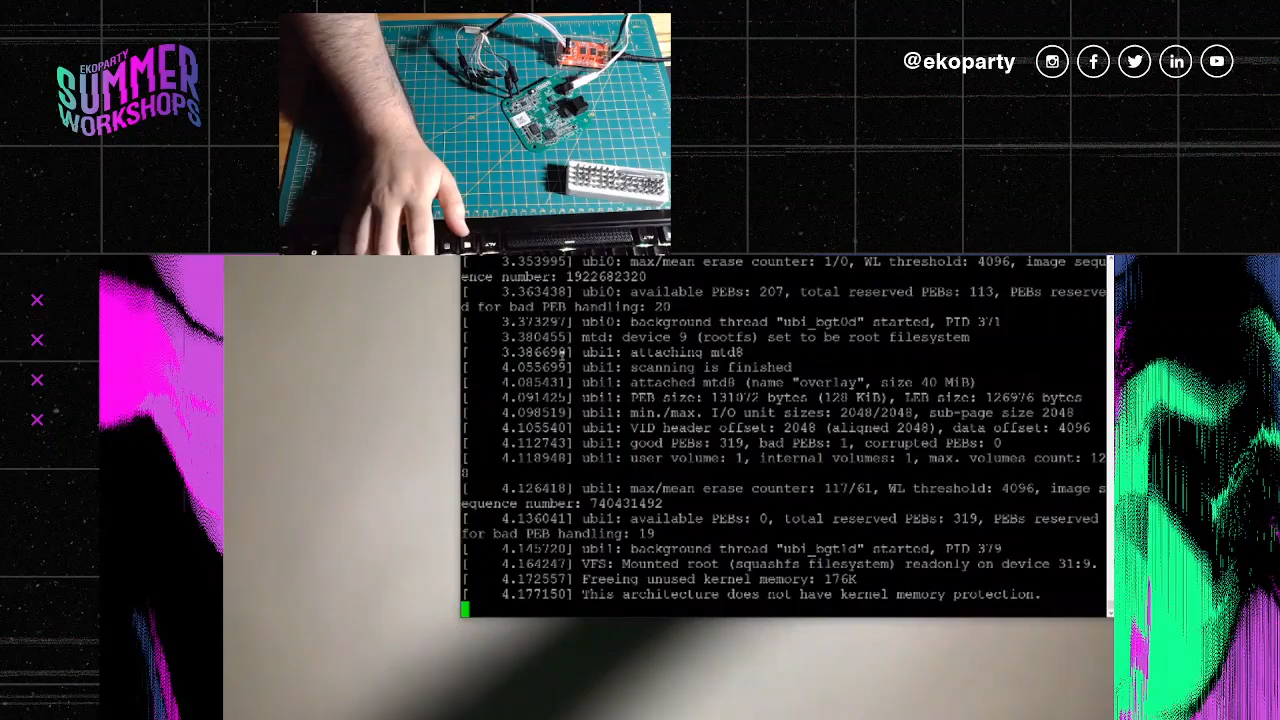 EKOPARTY
SUMMER
WORKSHOPS
@ekoparty
ALT
ALT
[    3.353995] ubi0: max/mean erase counter: 1/0, WL threshold: 4096, image sequ
ence number: 1922682320
[    3.363438] ubi0: available PEBs: 207, total reserved PEBs: 113, PEBs reserve
d for bad PEB handling: 20
[    3.373297] ubi0: background thread "ubi_bgt0d" started, PID 371
[    3.380455] mtd: device 9 (rootfs) set to be root filesystem
[    3.386698] ubi1: attaching mtd8
[    4.055699] ubi1: scanning is finished
[    4.085431] ubi1: attached mtd8 (name "overlay", size 40 MiB)
[    4.091425] ubi1: PEB size: 131072 bytes (128 KiB), LEB size: 126976 bytes
[    4.098519] ubi1: min./max. I/O unit sizes: 2048/2048, sub-page size 2048
[    4.105540] ubi1: VID header offset: 2048 (aligned 2048), data offset: 4096
[    4.112743] ubi1: good PEBs: 319, bad PEBs: 1, corrupted PEBs: 0
[    4.118948] ubi1: user volume: 1, internal volumes: 1, max. volumes count: 12
8
[    4.126418] ubi1: max/mean erase counter: 117/61, WL threshold: 4096, image s
equence number: 740431492
[    4.136041] ubi1: available PEBs: 0, total reserved PEBs: 319, PEBs reserved
for bad PEB handling: 19
[    4.145720] ubi1: background thread "ubi_bgt1d" started, PID 379
[    4.164247] VFS: Mounted root (squashfs filesystem) readonly on device 31:9.
[    4.172557] Freeing unused kernel memory: 176K
[    4.177150] This architecture does not have kernel memory protection.